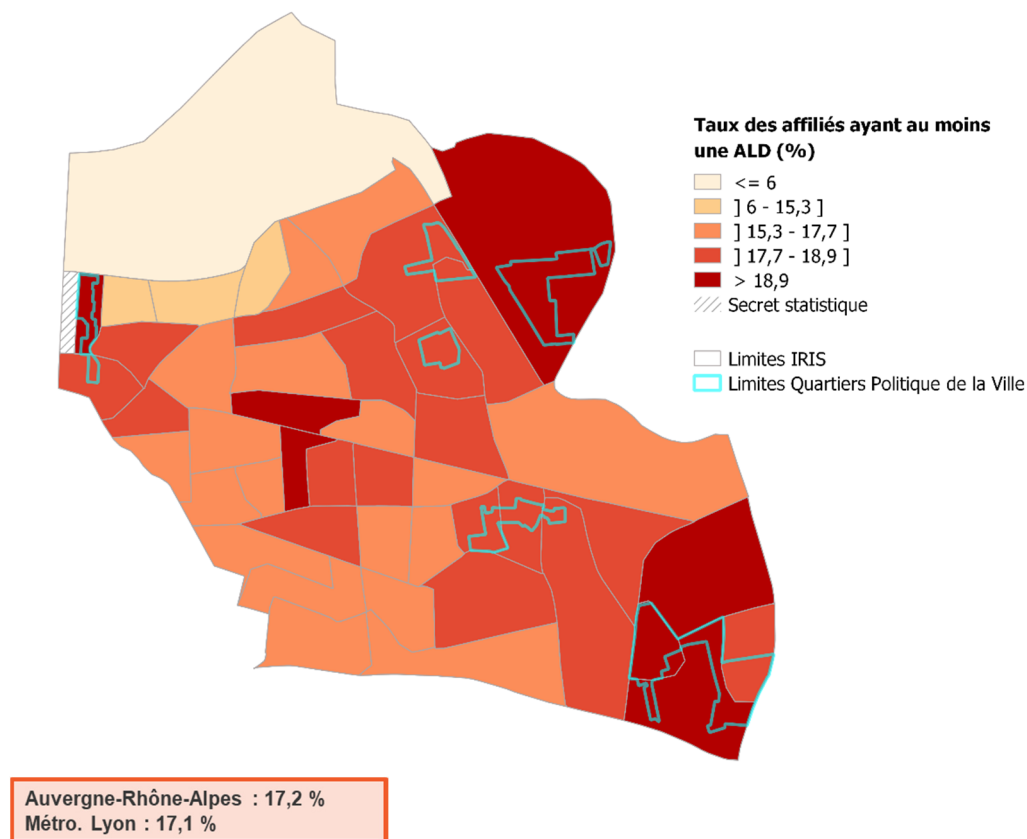 Taux des affiliés ayant au moins
une ALD (%)
<= 6
] 6 - 15,3 ]
] 15,3 - 17,7 ]
] 17,7 - 18,9 ]
> 18,9
Secret statistique
Limites IRIS
Limites Quartiers Politique de la Ville
Auvergne-Rhône-Alpes : 17,2 %
Métro. Lyon : 17,1 %